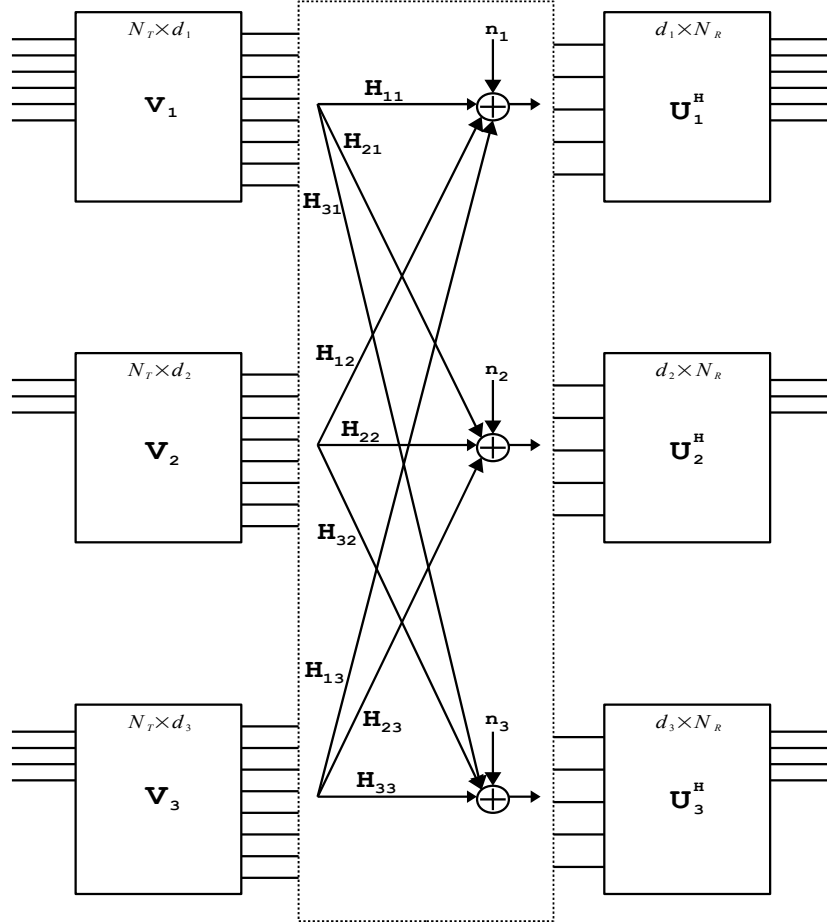 N_T×d_1
V_1
n_1
d_1×N_R
U_1^H
H_11
H_21
H_31
N_T×d_2
V_2
H_12
n_2
d_2×N_R
U_2^H
H_22
H_32
N_T×d_3
V_3
H_13
H_23
n_3
d_3×N_R
U_3^H
H_33